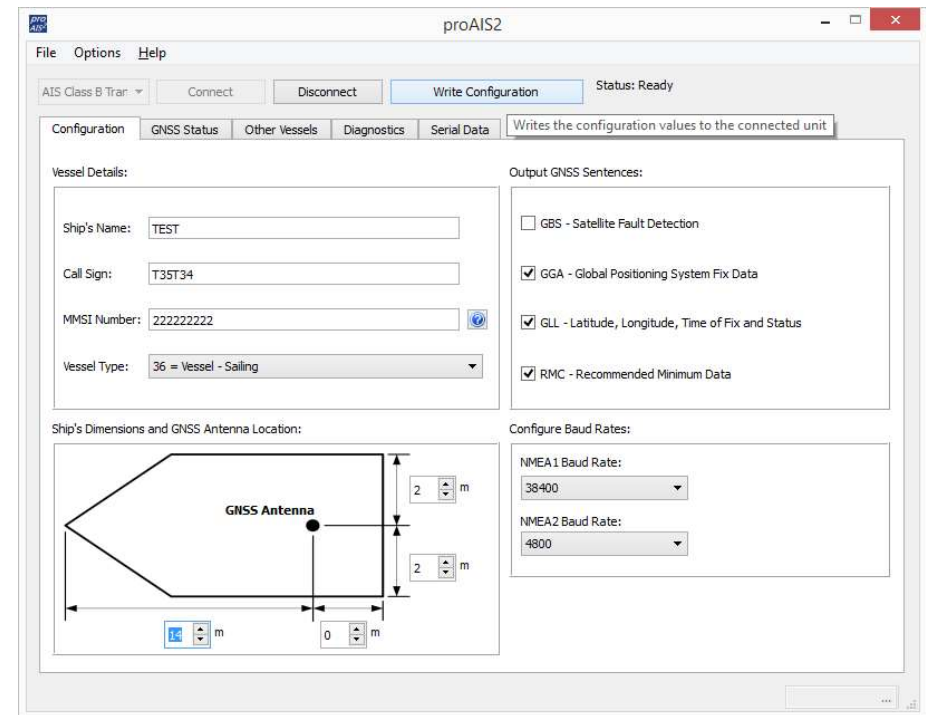 pro
AIS2
proAIS2
File Options Help
AIS Class B Tran Connect Disconnect Write Configuration Status: Ready
Configuration GNSS Status Other Vessels Diagnostics Serial Data
Writes the configuration values to the connected unit
Vessel Details:
Ship's Name: TEST
Call Sign: T35T34
MMSI Number: 222222222 ?
Vessel Type: 36 = Vessel - Sailing
Output GNSS Sentences:
GBS - Satellite Fault Detection
GGA - Global Positioning System Fix Data
GLL - Latitude, Longitude, Time of Fix and Status
RMC - Recommended Minimum Data
Ship's Dimensions and GNSS Antenna Location:
2 m
GNSS Antenna
2 m
14 m 0 m
Configure Baud Rates:
NMEA1 Baud Rate:
38400
NMEA2 Baud Rate:
4800
...